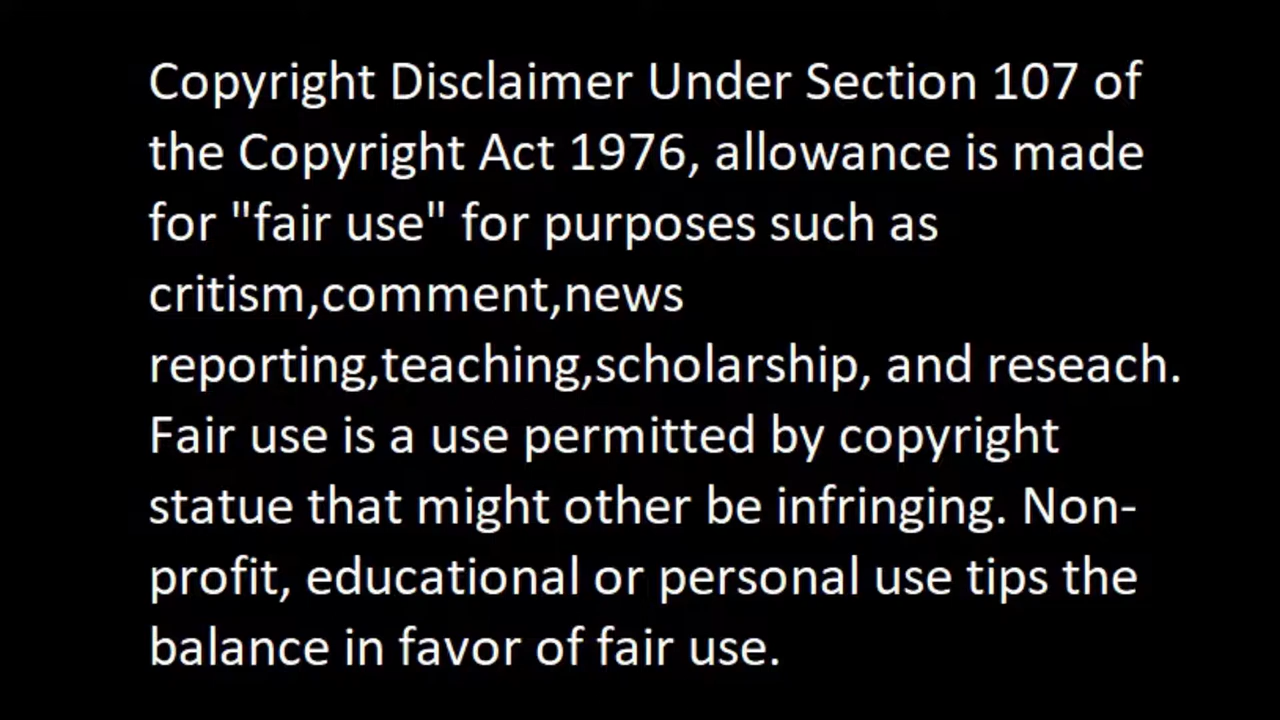 Copyright Disclaimer Under Section 107 of
the Copyright Act 1976, allowance is made
for "fair use" for purposes such as
critism,comment,news
reporting,teaching,scholarship, and reseach.
Fair use is a use permitted by copyright
statue that might other be infringing. Non-
profit, educational or personal use tips the
balance in favor of fair use.